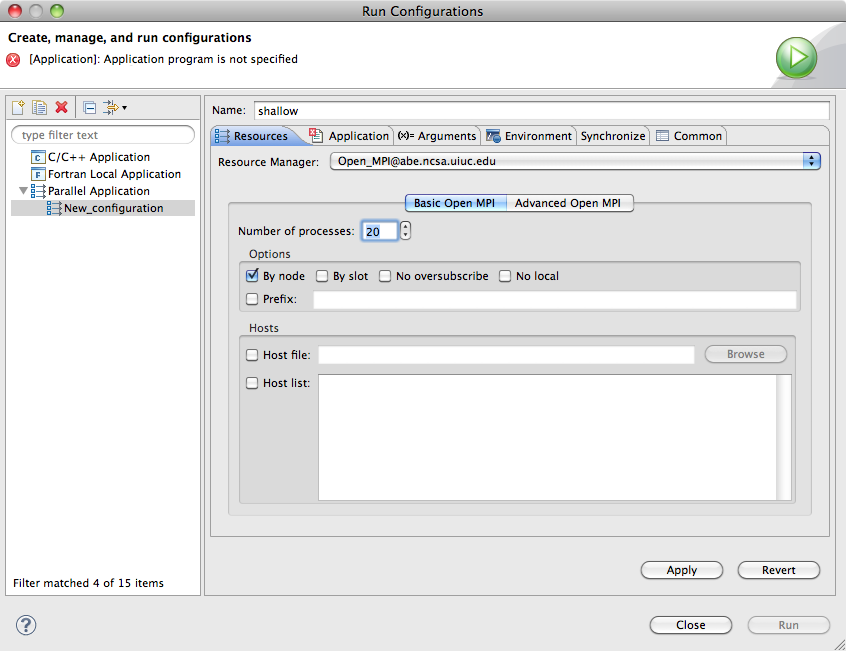 Run Configurations
Create, manage, and run configurations
[Application]: Application program is not specified
type filter text
C/C++ Application
Fortran Local Application
Parallel Application
New_configuration
Filter matched 4 of 15 items
Name: shallow
Resources Application (x)= Arguments Environment Synchronize Common
Resource Manager: Open_MPI@abe.ncsa.uiuc.edu
Basic Open MPI Advanced Open MPI
Number of processes: 20
Options
By node By slot No oversubscribe No local
Prefix:
Hosts
Host file: Browse
Host list:
Apply Revert
? Close Run